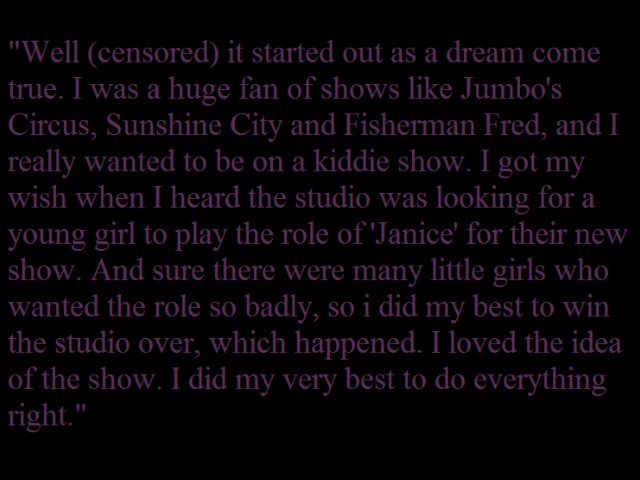 "Well (censored) it started out as a dream come
true. I was a huge fan of shows like Jumbo's
Circus, Sunshine City and Fisherman Fred, and I
really wanted to be on a kiddie show. I got my
wish when I heard the studio was looking for a
young girl to play the role of 'Janice' for their new
show. And sure there were many little girls who
wanted the role so badly, so i did my best to win
the studio over, which happened. I loved the idea
of the show. I did my very best to do everything
right."